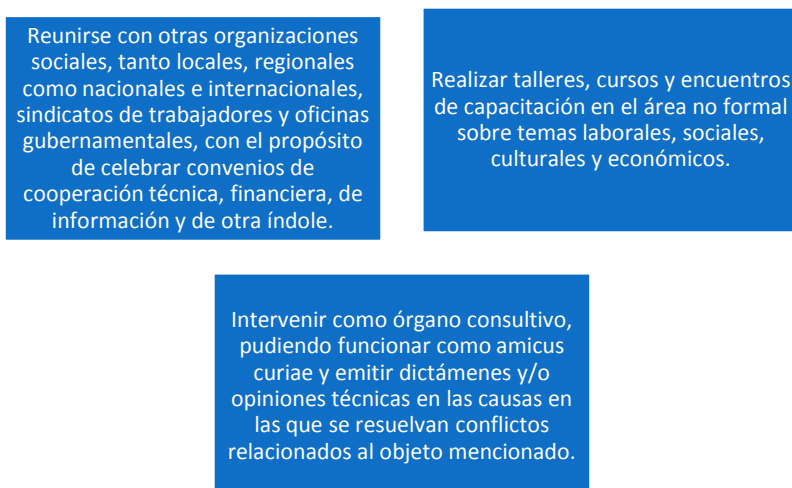 Reunirse con otras organizaciones
sociales, tanto locales, regionales
como nacionales e internacionales,
sindicatos de trabajadores y oficinas
gubernamentales, con el propósito
de celebrar convenios de
cooperación técnica, financiera, de
información y de otra índole.
Realizar talleres, cursos y encuentros
de capacitación en el área no formal
sobre temas laborales, sociales,
culturales y económicos.
Intervenir como órgano consultivo,
pudiendo funcionar como amicus
curiae y emitir dictámenes y/o
opiniones técnicas en las causas en
las que se resuelvan conflictos
relacionados al objeto mencionado.